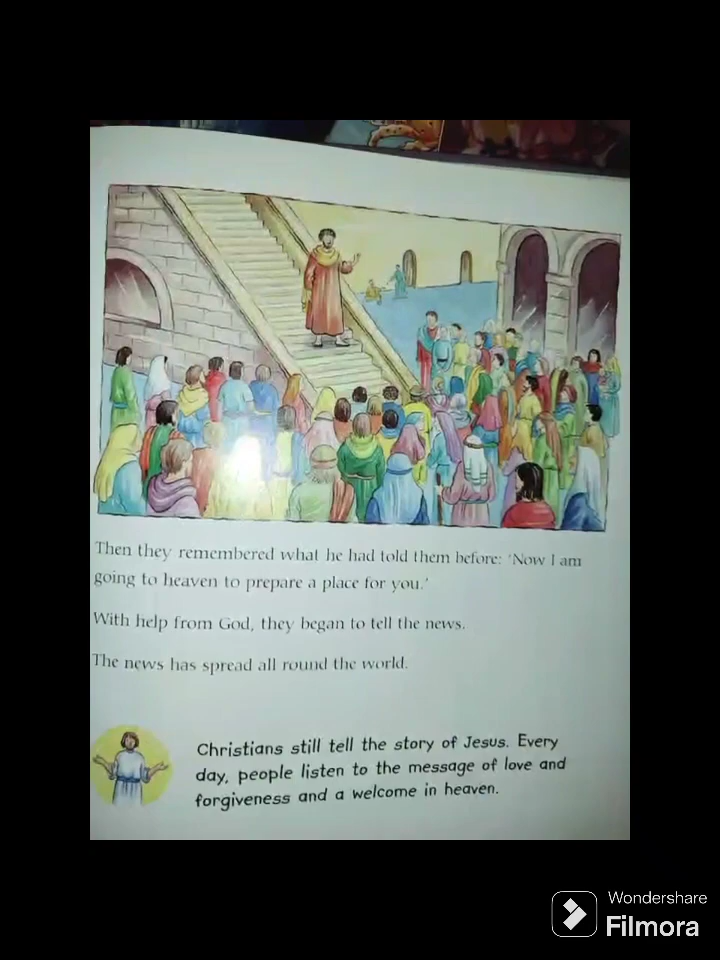 Then they remembered what he had told them before: 'Now I am
going to heaven to prepare a place for you.'
With help from God, they began to tell the news.
The news has spread all round the world.
Christians still tell the story of Jesus. Every
day, people listen to the message of love and
forgiveness and a welcome in heaven.
Wondershare
Filmora